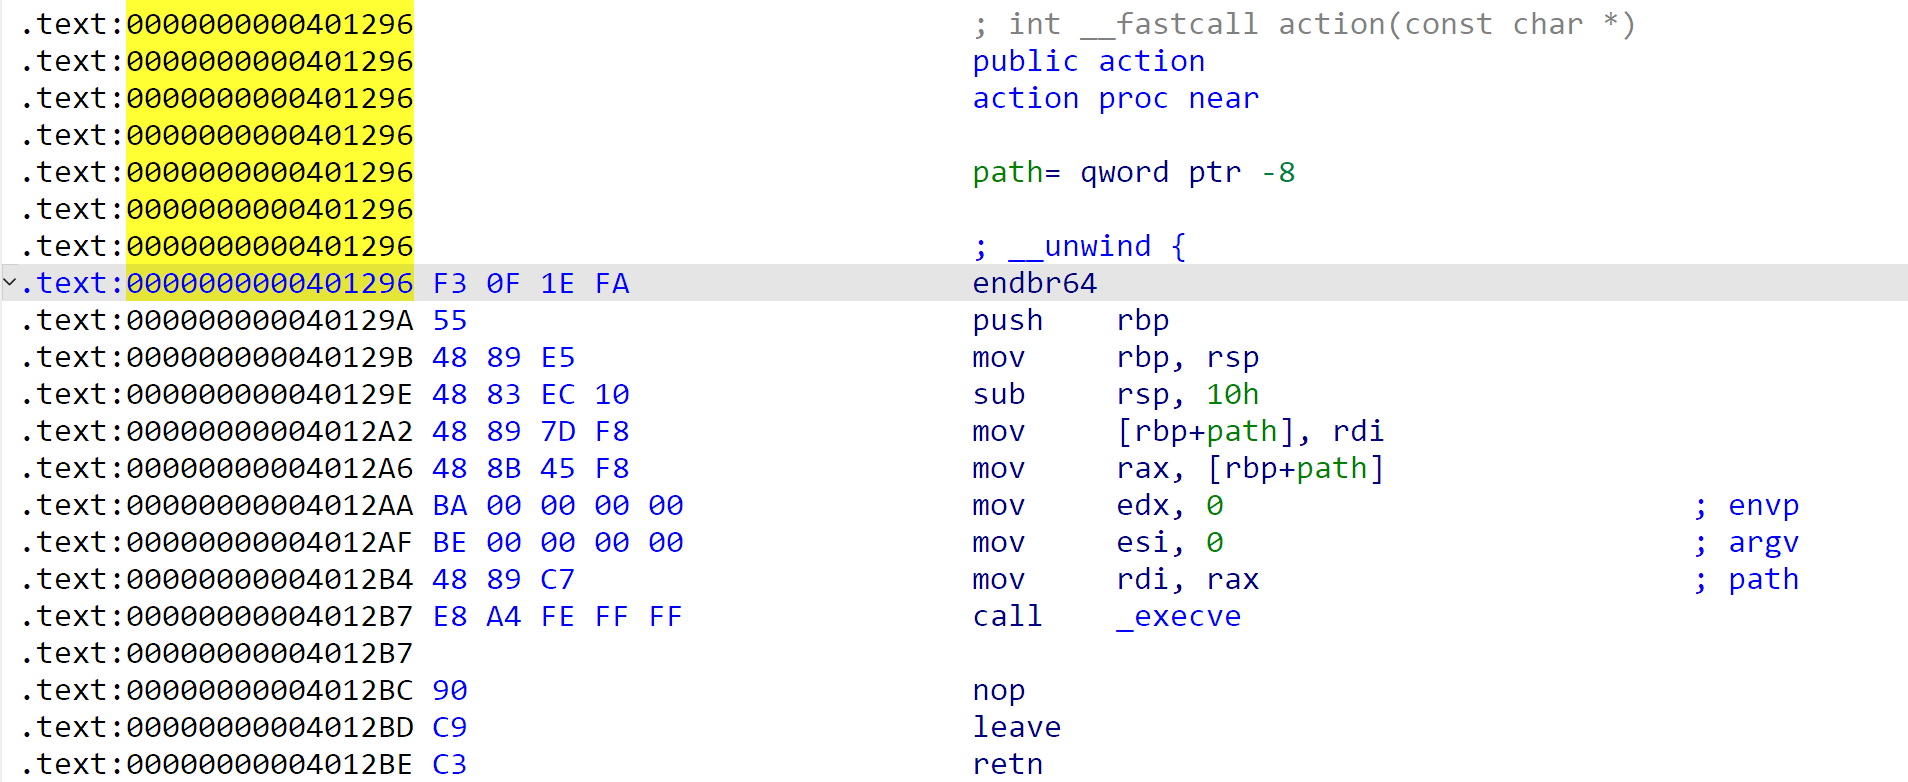 .text:0000000000401296 ; int __fastcall action(const char *)
.text:0000000000401296 public action
.text:0000000000401296 action proc near
.text:0000000000401296
.text:0000000000401296 path= qword ptr -8
.text:0000000000401296
.text:0000000000401296 ; __unwind {
.text:0000000000401296 F3 0F 1E FA endbr64
.text:000000000040129A 55 push rbp
.text:000000000040129B 48 89 E5 mov rbp, rsp
.text:000000000040129E 48 83 EC 10 sub rsp, 10h
.text:00000000004012A2 48 89 7D F8 mov [rbp+path], rdi
.text:00000000004012A6 48 8B 45 F8 mov rax, [rbp+path]
.text:00000000004012AA BA 00 00 00 00 mov edx, 0 ; envp
.text:00000000004012AF BE 00 00 00 00 mov esi, 0 ; argv
.text:00000000004012B4 48 89 C7 mov rdi, rax ; path
.text:00000000004012B7 E8 A4 FE FF FF call _execve
.text:00000000004012B7
.text:00000000004012BC 90 nop
.text:00000000004012BD C9 leave
.text:00000000004012BE C3 retn